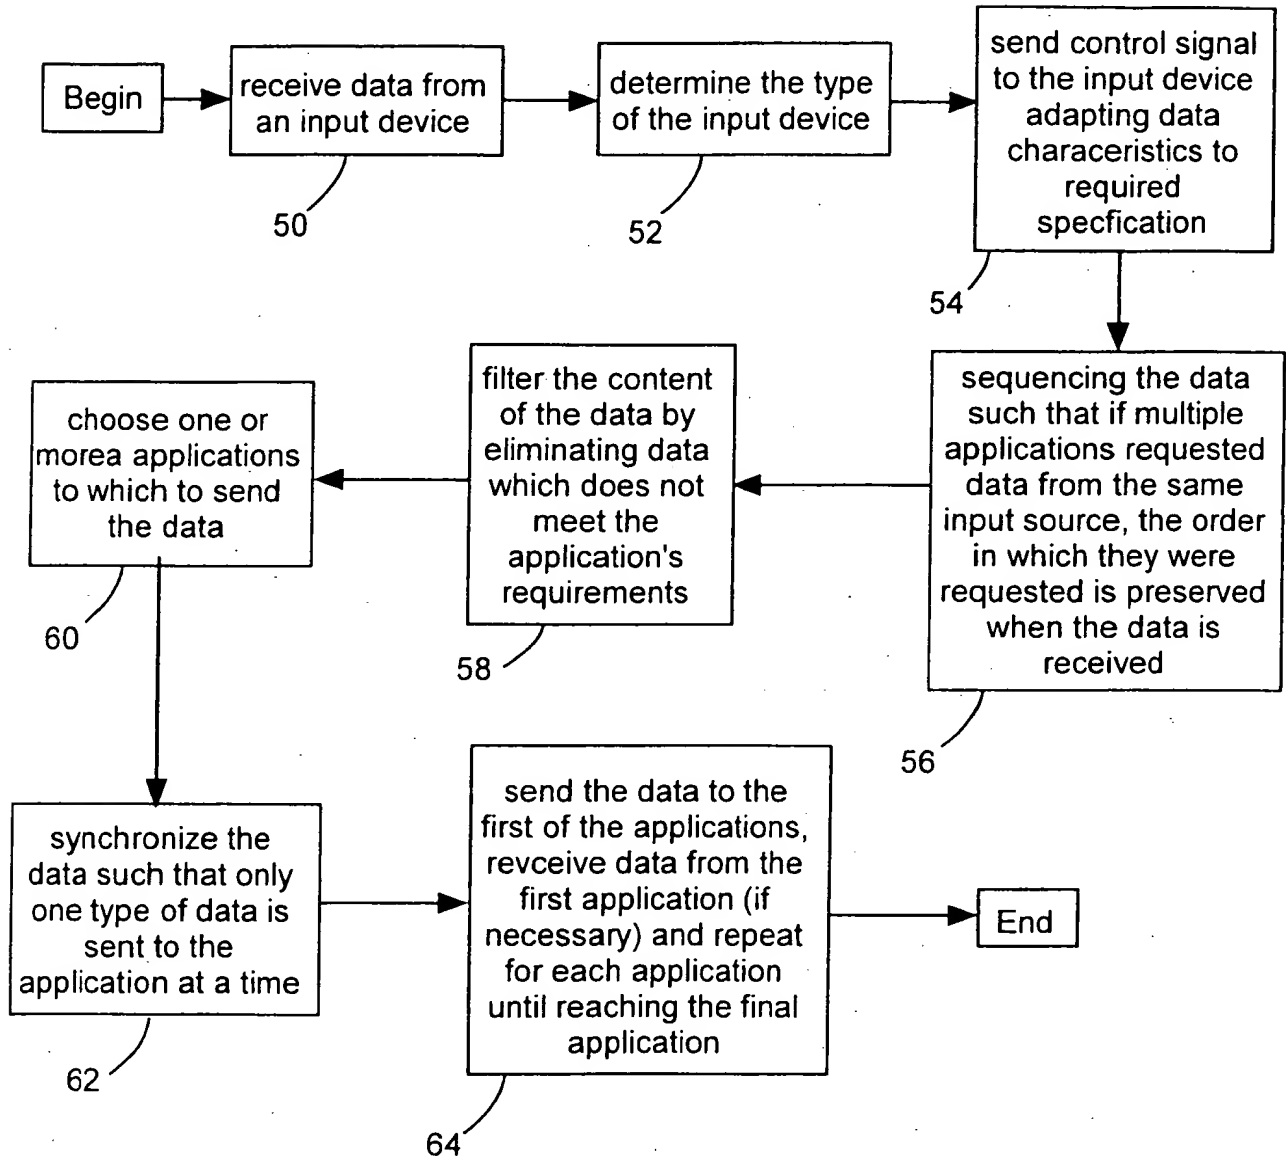 Begin
receive data from
an input device
50
determine the type
of the input device
52
send control signal
to the input device
adapting data
characeristics to
required
specfication
54
sequencing the data
such that if multiple
applications requested
data from the same
input source, the order
in which they were
requested is preserved
when the data is
received
56
filter the content
of the data by
eliminating data
which does not
meet the
application's
requirements
58
choose one or
morea applications
to which to send
the data
60
synchronize the
data such that only
one type of data is
sent to the
application at a time
62
send the data to the
first of the applications,
revceive data from the
first application (if
necessary) and repeat
for each application
until reaching the final
application
64
End